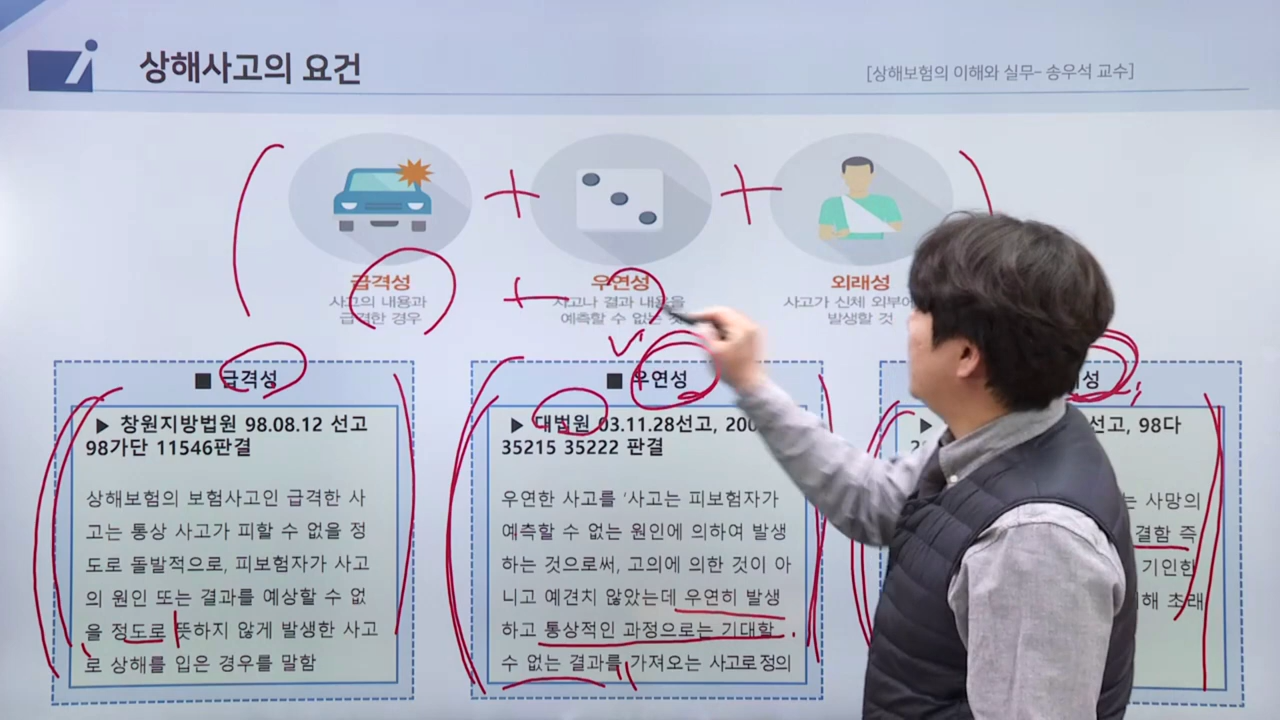 상해사고의 요건
[상해보험의 이해와 실무- 송우석 교수]
급격성
사고의 내용과
급격한 경우
우연성
사고나 결과 내용을
예측할 수 없는 것
외래성
사고가 신체 외부에
발생할 것
■ 급격성
▶ 창원지방법원 98.08.12 선고
98가단 11546판결
상해보험의 보험사고인 급격한 사
고는 통상 사고가 피할 수 없을 정
도로 돌발적으로, 피보험자가 사고
의 원인 또는 결과를 예상할 수 없
을 정도로 뜻하지 않게 발생한 사고
로 상해를 입은 경우를 말함
■ 우연성
▶ 대법원 03.11.28선고, 200
35215 35222 판결
우연한 사고를 ‘사고는 피보험자가
예측할 수 없는 원인에 의하여 발생
하는 것으로써, 고의에 의한 것이 아
니고 예견치 않았는데 우연히 발생
하고 통상적인 과정으로는 기대할
수 없는 결과를 가져오는 사고로정의
■
성
▶ 선고, 98다
2
는 사망의
결함 즉
기인한
해 초래